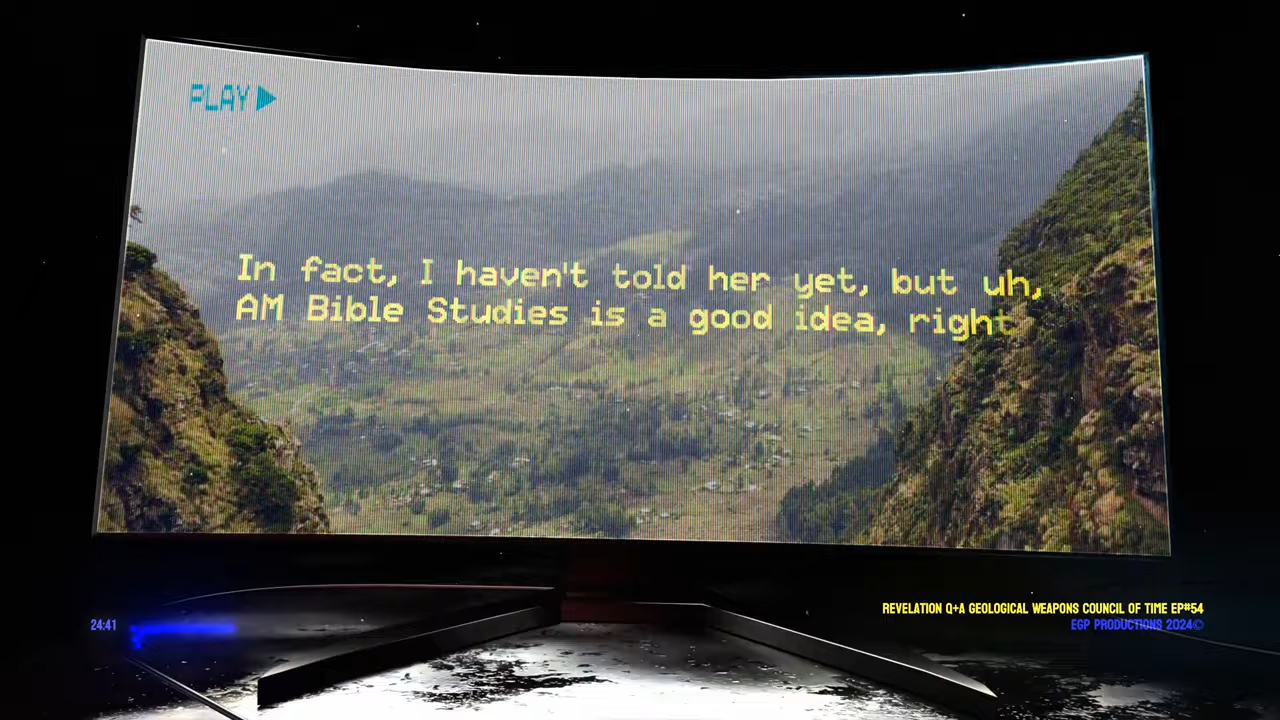 PLAY
In fact, I haven't told her yet, but uh,
AM Bible Studies is a good idea, right
24:41
REVELATION Q+A GEOLOGICAL WEAPONS COUNCIL OF TIME EP#54
EGP PRODUCTIONS 2024©